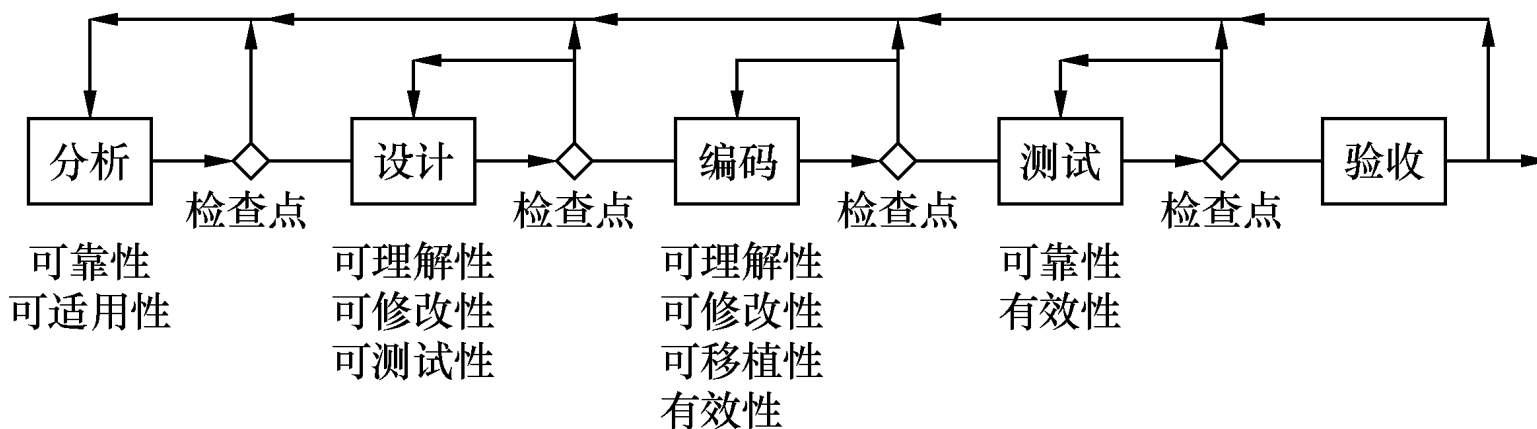 分析
设计
编码
测试
验收
检查点
检查点
检查点
检查点
可靠性
可适用性
可理解性
可修改性
可测试性
可理解性
可修改性
可移植性
有效性
可靠性
有效性